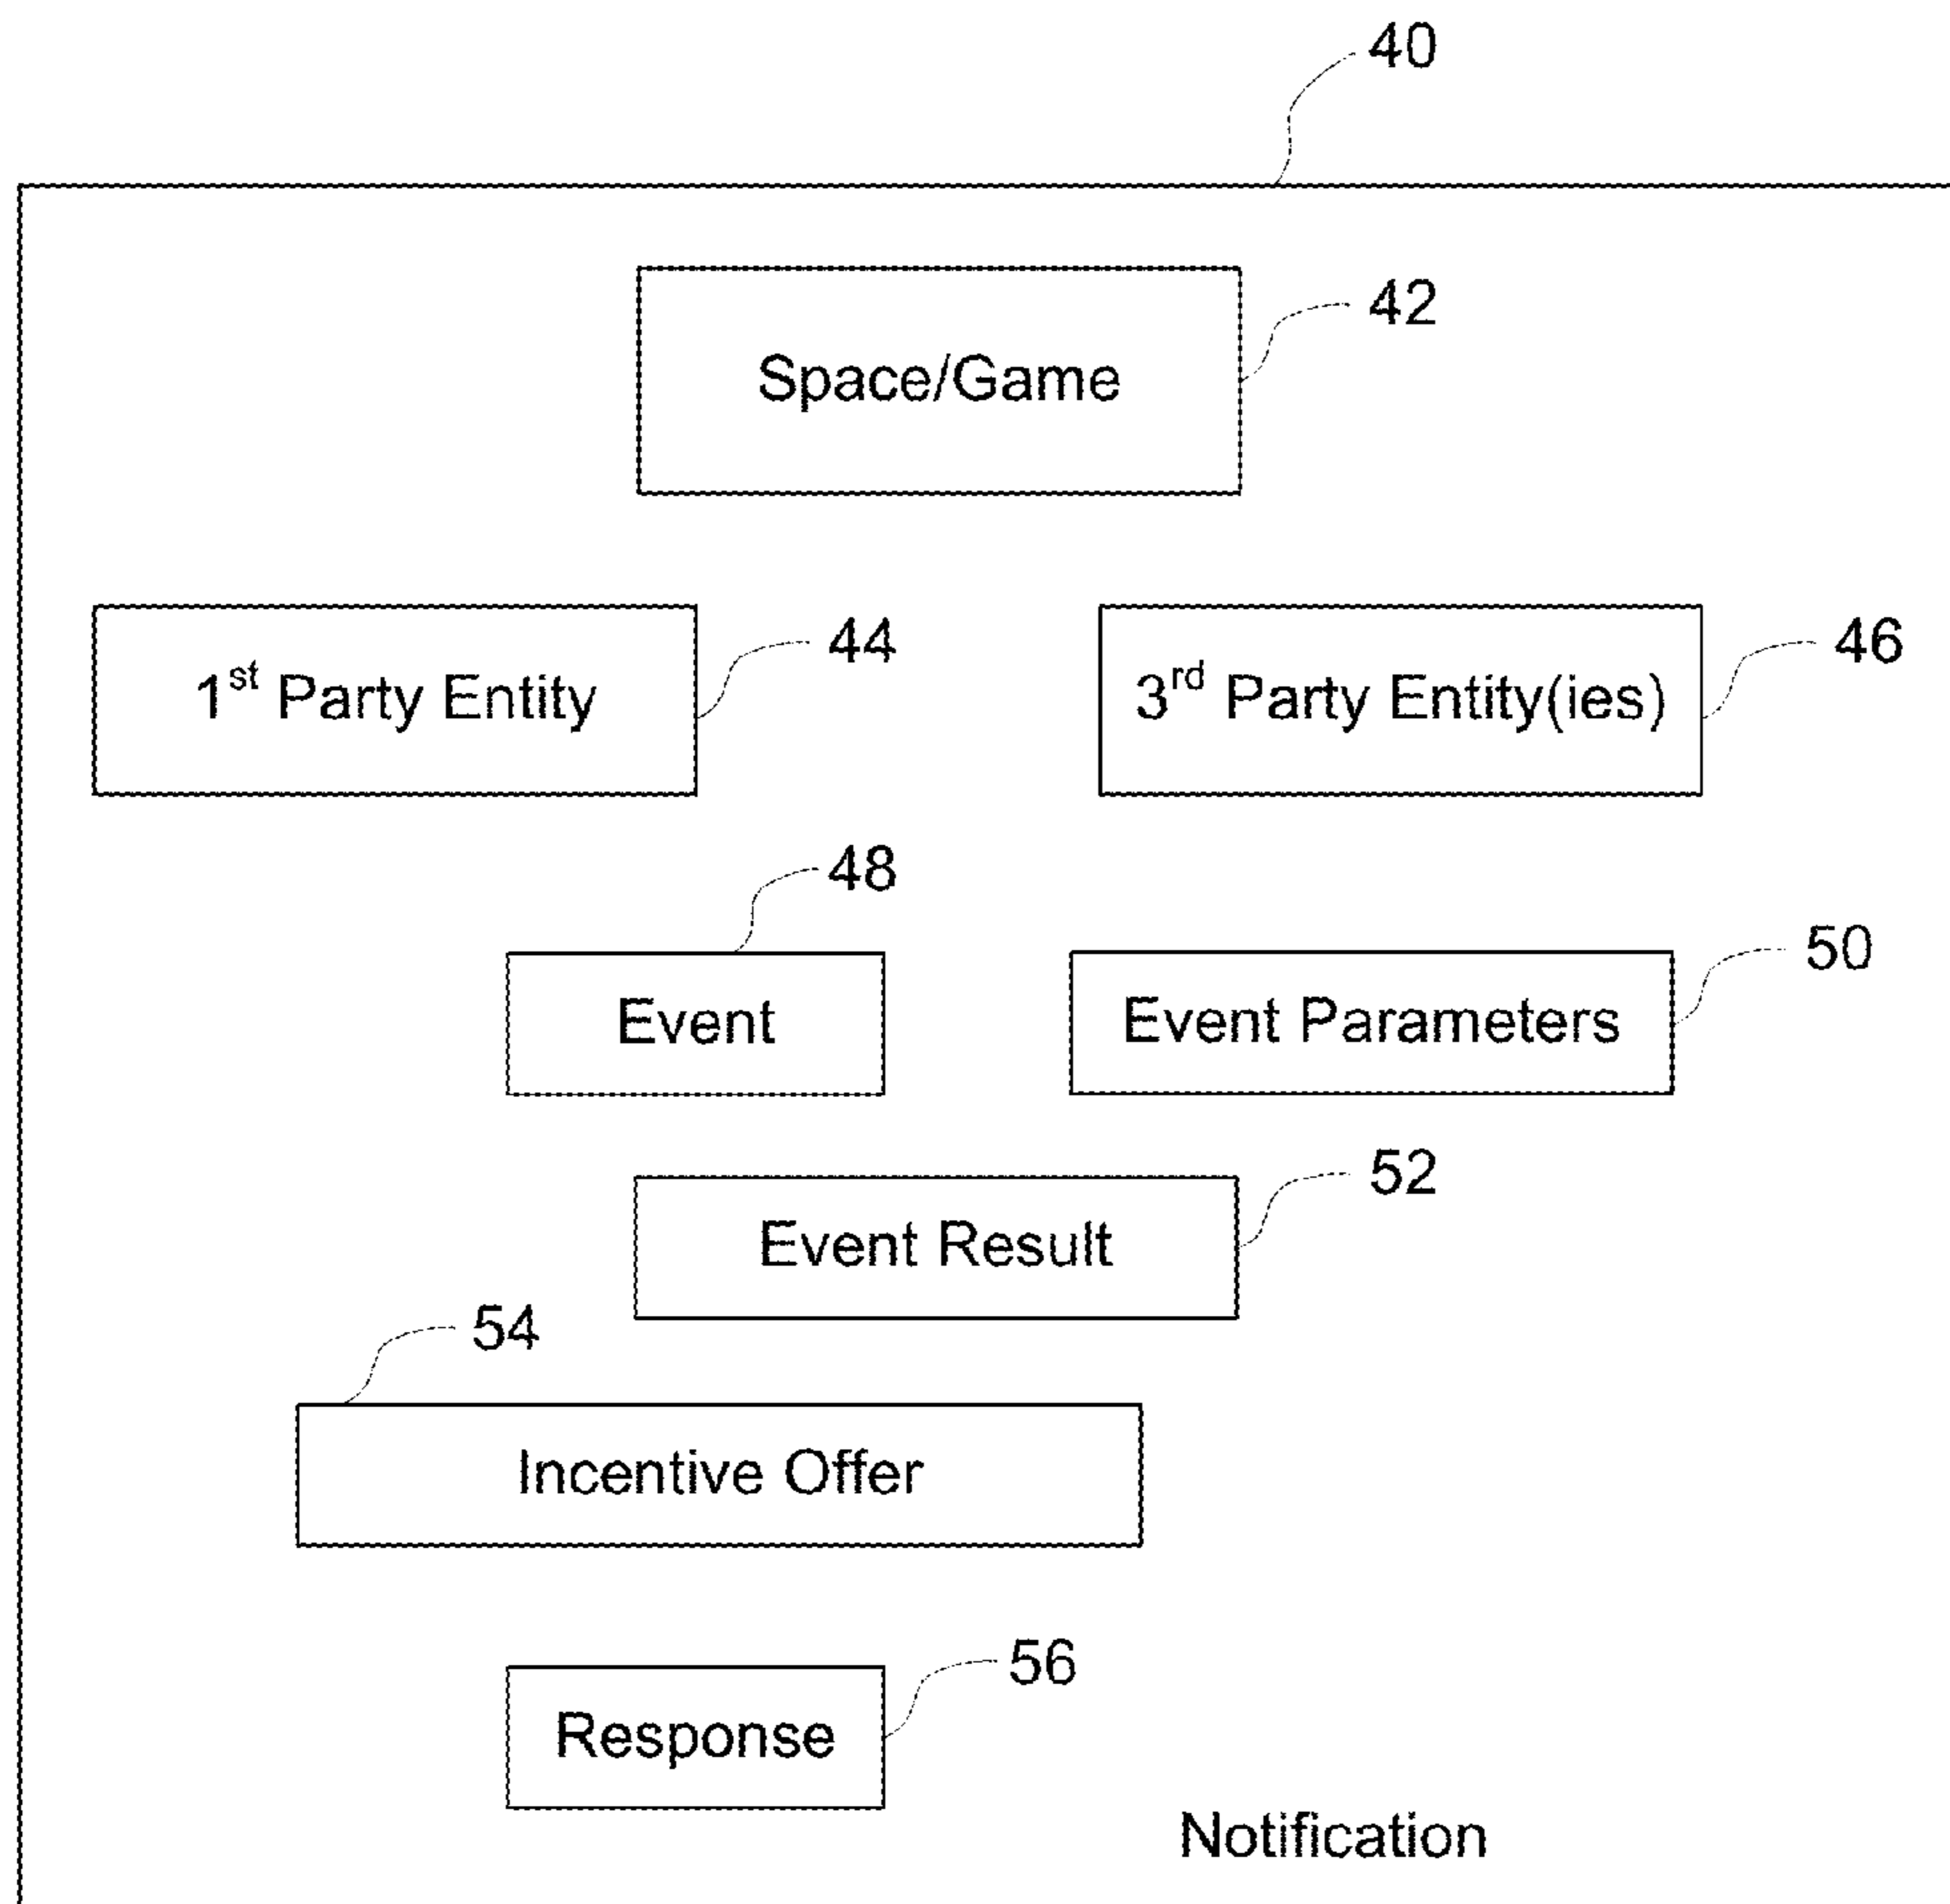 40
42
Space/Game
44
46
1st Party Entity
3rd Party Entity(ies)
48
50
Event
Event Parameters
52
Event Result
54
Incentive Offer
56
Response
Notification